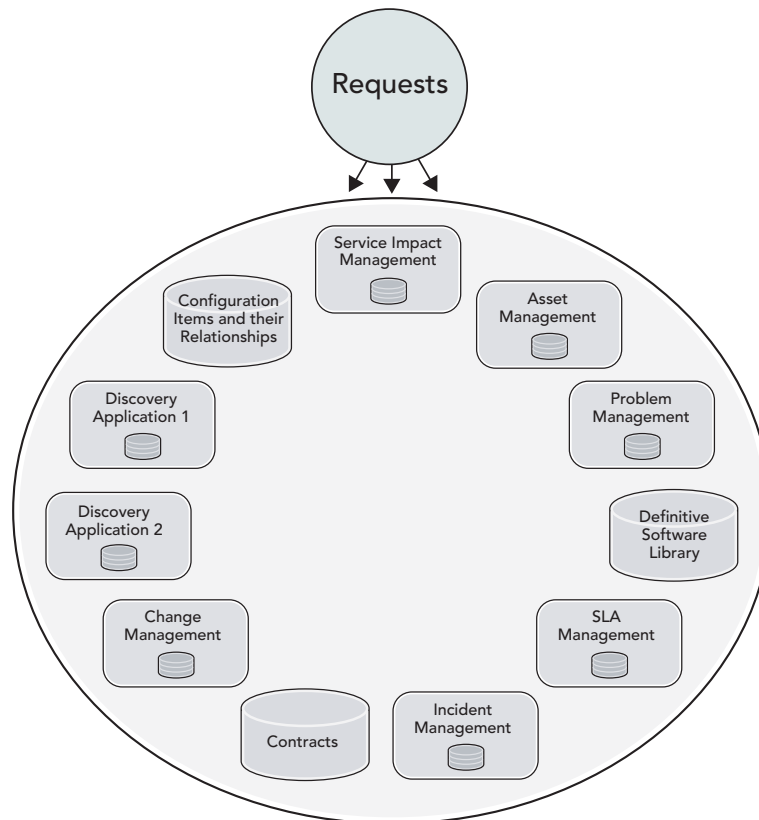 Requests
Service Impact
Management
Configuration
Items and their
Relationships
Asset
Management
Discovery
Application 1
Problem
Management
Discovery
Application 2
Definitive
Software
Library
Change
Management
SLA
Management
Contracts
Incident
Management